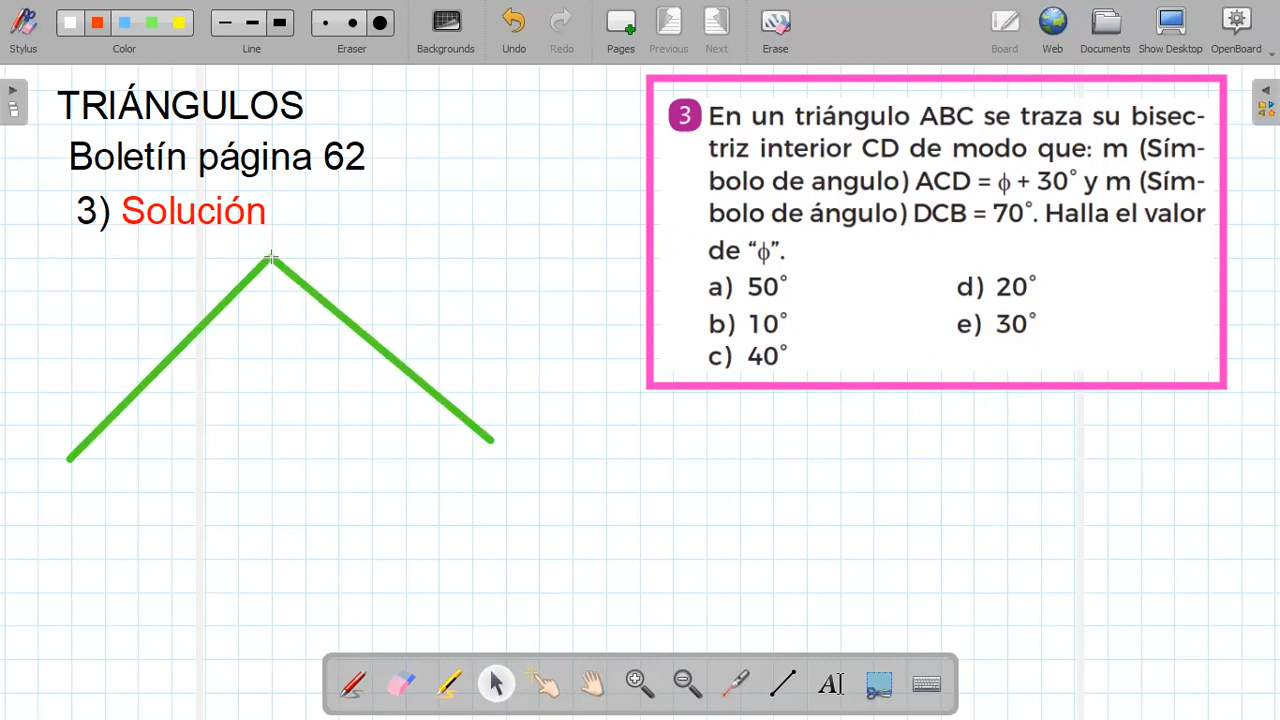 Stylus
Color
Line
Eraser
Backgrounds
Undo
Redo
Pages
Previous
Next
Erase
Board
Web
Documents
Show Desktop
OpenBoard
TRIÁNGULOS
Boletín página 62
3) Solución
3 En un triángulo ABC se traza su bisec-
triz interior CD de modo que: m (Sím-
bolo de angulo) ACD = ϕ + 30° y m (Sím-
bolo de ángulo) DCB = 70°. Halla el valor
de “ϕ”.
a) 50°
d) 20°
b) 10°
e) 30°
c) 40°